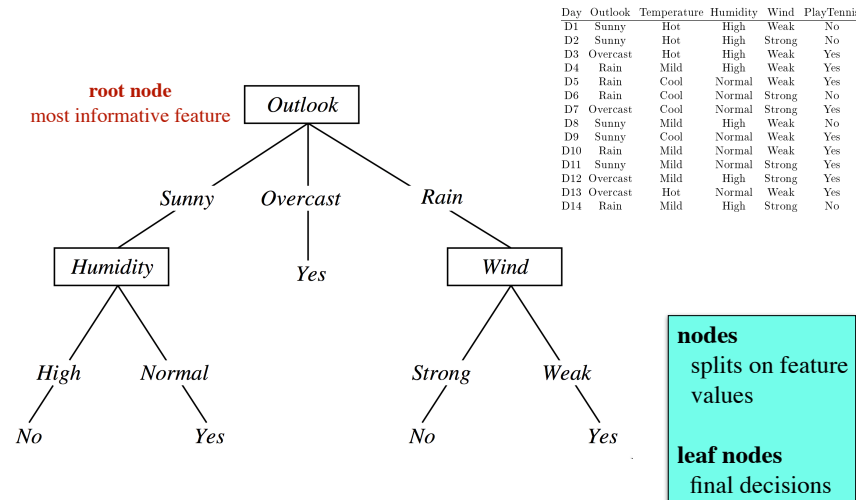 Day Outlook Temperature Humidity Wind PlayTennis
D1 Sunny Hot High Weak No
D2 Sunny Hot High Strong No
D3 Overcast Hot High Weak Yes
D4 Rain Mild High Weak Yes
D5 Rain Cool Normal Weak Yes
D6 Rain Cool Normal Strong No
D7 Overcast Cool Normal Strong Yes
D8 Sunny Mild High Weak No
D9 Sunny Cool Normal Weak Yes
D10 Rain Mild Normal Weak Yes
D11 Sunny Mild Normal Strong Yes
D12 Overcast Mild High Strong Yes
D13 Overcast Hot Normal Weak Yes
D14 Rain Mild High Strong No
root node
most informative feature
Outlook
Sunny Overcast Rain
Humidity Yes Wind
High Normal Strong Weak
No Yes No Yes
nodes
splits on feature
values
leaf nodes
final decisions